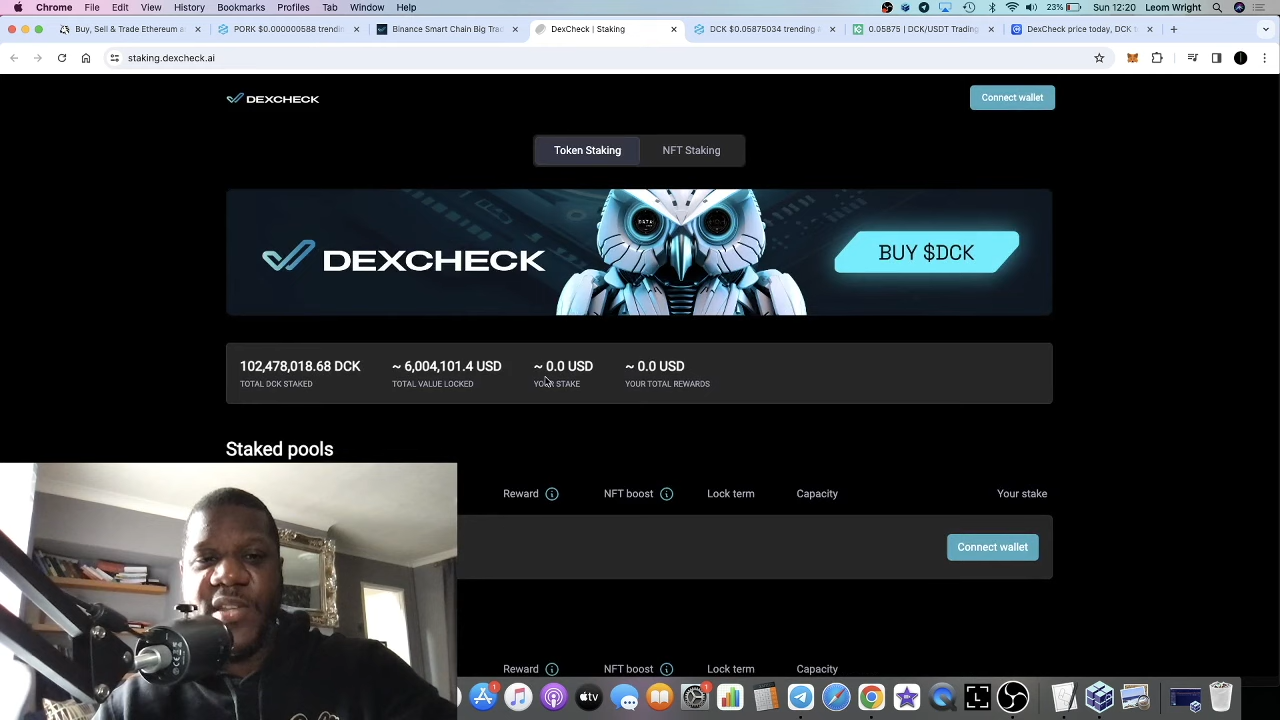 Chrome File Edit View History Bookmarks Profiles Tab Window Help 23% Sun 12:20 Leom Wright
Buy, Sell & Trade Ethereum a
PORK $0.000000588 trendin
Binance Smart Chain Big Trad
DexCheck | Staking
DCK $0.05875034 trending a
0.05875 | DCK/USDT Trading
DexCheck price today, DCK t
staking.dexcheck.ai
DEXCHECK
Connect wallet
Token Staking
NFT Staking
DEXCHECK
DATA
BUY $DCK
102,478,018.68 DCK ~ 6,004,101.4 USD ~ 0.0 USD ~ 0.0 USD
TOTAL DCK STAKED TOTAL VALUE LOCKED YOUR STAKE YOUR TOTAL REWARDS
Staked pools
Reward NFT boost Lock term Capacity Your stake
Connect wallet
Reward NFT boost Lock term Capacity